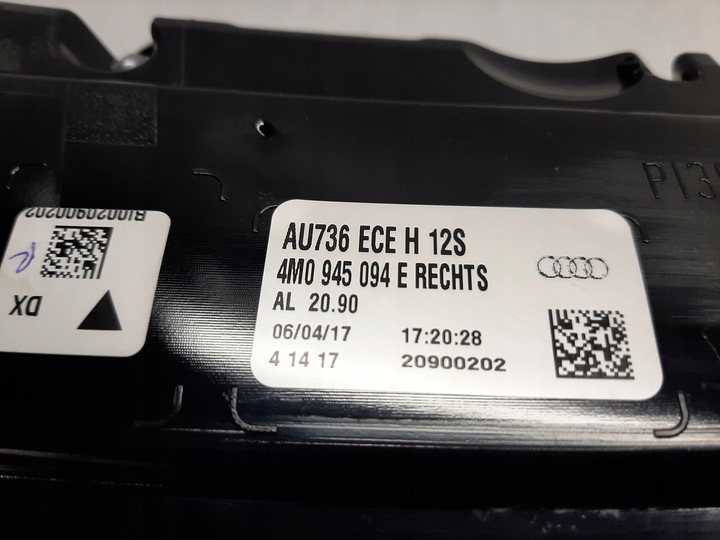 AU736 ECE H 12S
4M0 945 094 E RECHTS
AL 20.90
06/04/17 17:20:28
4 14 17 20900202
B10020900202
DX